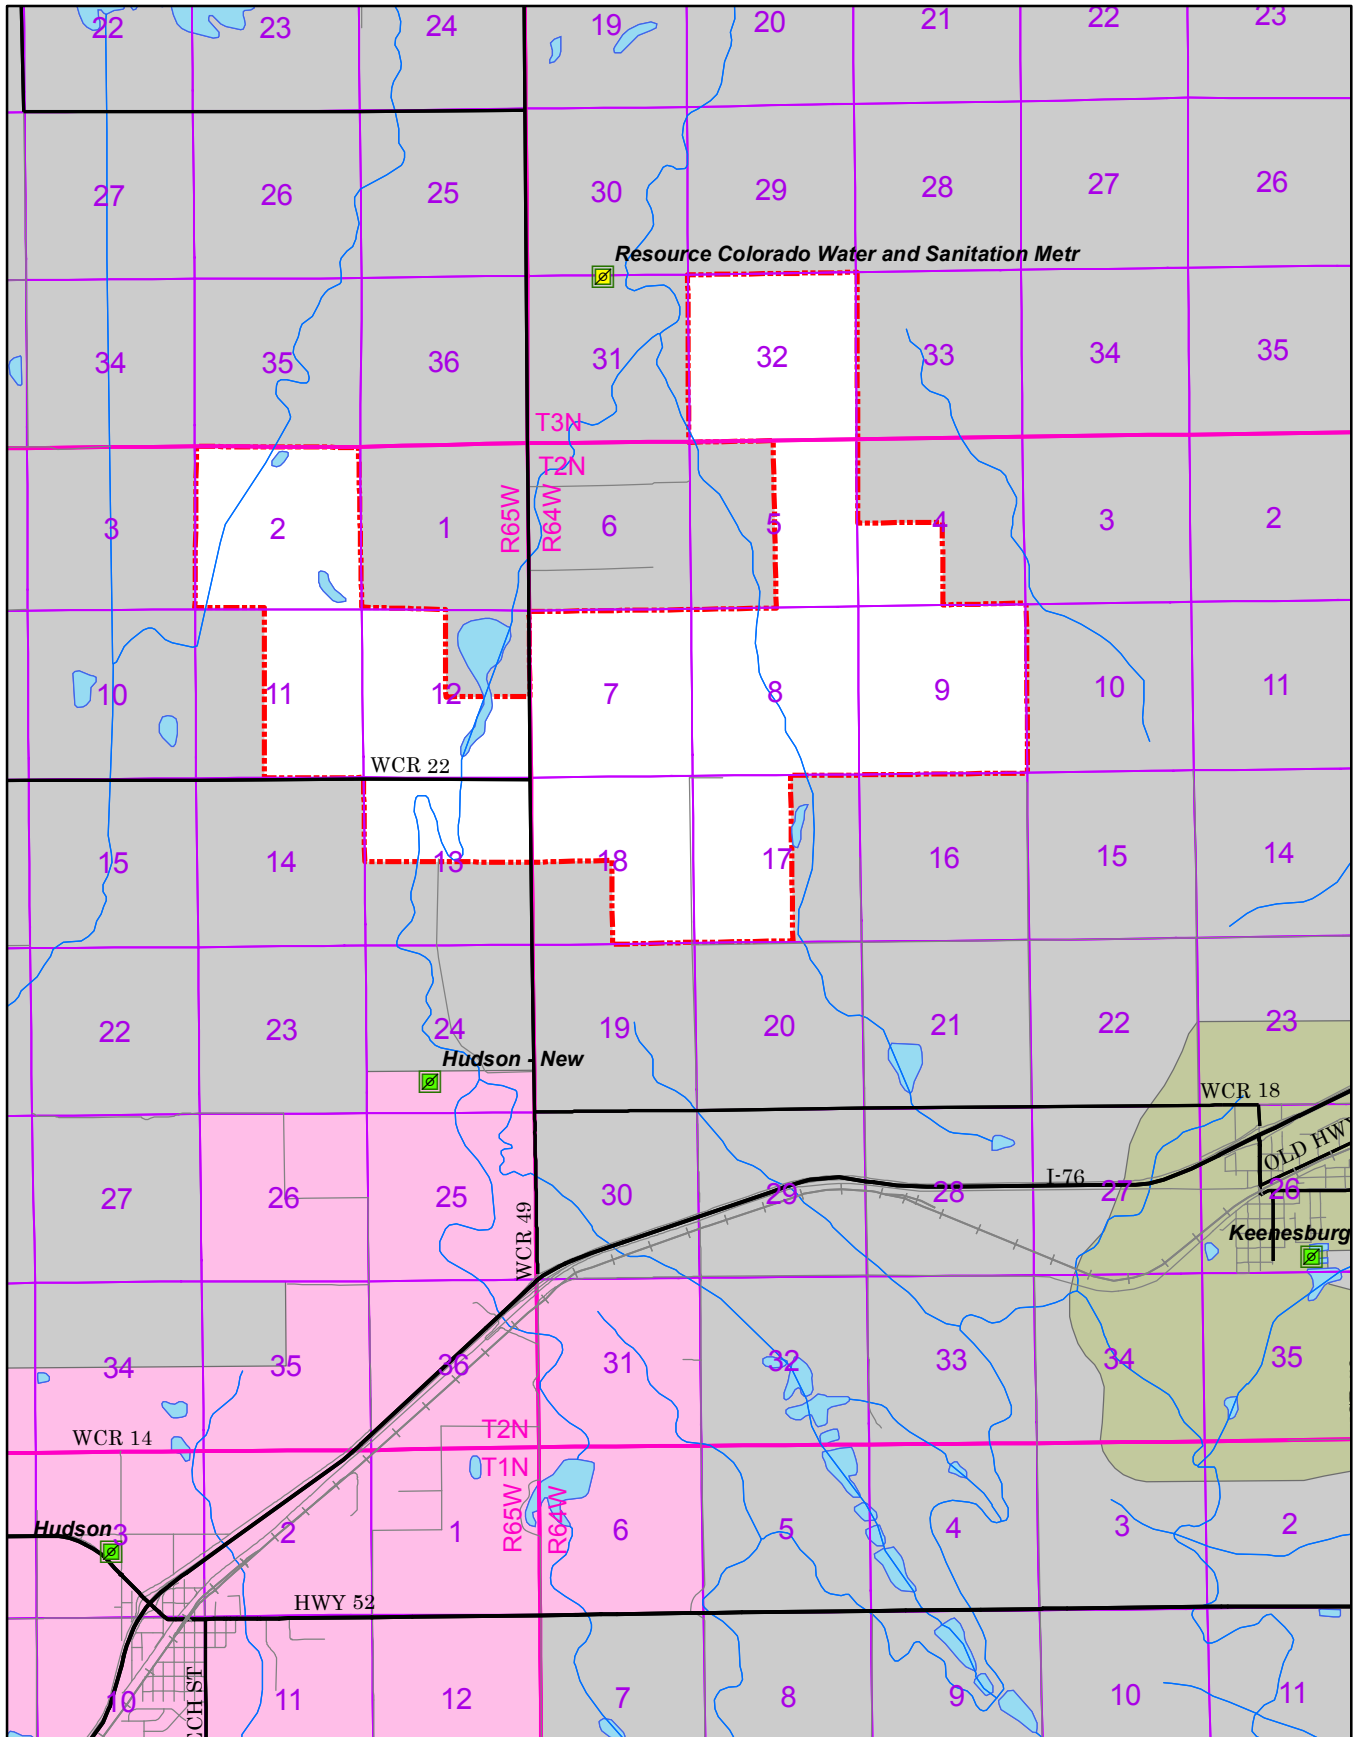 22 23 24 19 20 21 22 23
27 26 25 30 29 28 27 26
Resource Colorado Water and Sanitation Metr
34 35 36 31 32 33 34 35
T3N
T2N
R65W R64W
3 2 1 6 5 4 3 2
10 11 12 7 8 9 10 11
WCR 22
15 14 13 18 17 16 15 14
22 23 24 19 20 21 22 23
Hudson - New
WCR 18
OLD HWY
I-76
27 26 25 30 29 28 27 26
WCR 49
Keenesburg
34 35 36 31 32 33 34 35
WCR 14
T2N
T1N
R65W R64W
Hudson
3 2 1 6 5 4 3 2
HWY 52
CCH ST
10 11 12 7 8 9 10 11